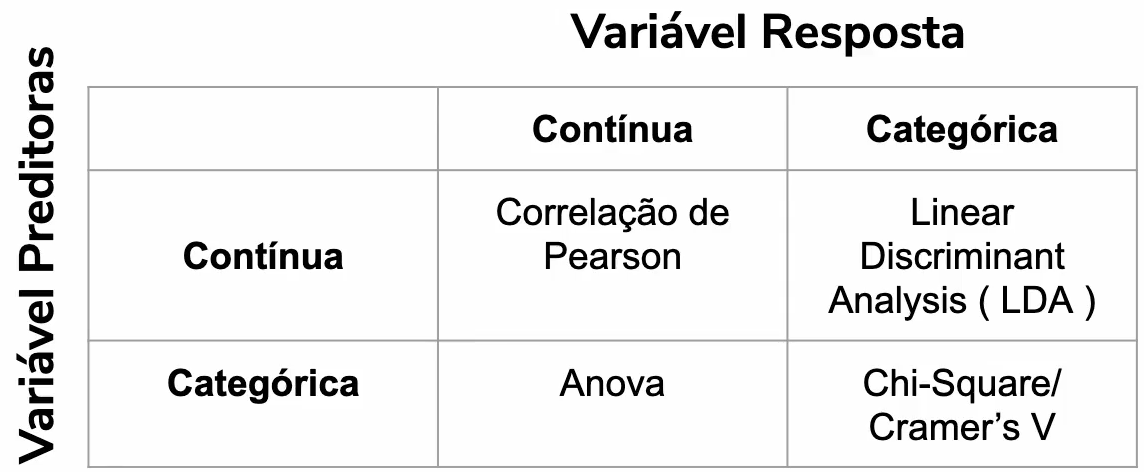 Variável Resposta
Variável Preditoras
Contínua
Categórica
Contínua
Correlação de
Pearson
Linear
Discriminant
Analysis ( LDA )
Categórica
Anova
Chi-Square/
Cramer’s V